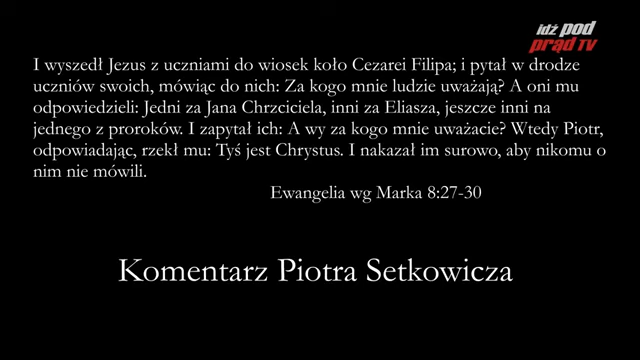 idź pod
prąd TV
I wyszedł Jezus z uczniami do wiosek koło Cezarei Filipa; i pytał w drodze
uczniów swoich, mówiąc do nich: Za kogo mnie ludzie uważają? A oni mu
odpowiedzieli: Jedni za Jana Chrzciciela, inni za Eliasza, jeszcze inni na
jednego z proroków. I zapytał ich: A wy za kogo mnie uważacie? Wtedy Piotr,
odpowiadając, rzekł mu: Tyś jest Chrystus. I nakazał im surowo, aby nikomu o
nim nie mówili.
Ewangelia wg Marka 8:27-30
Komentarz Piotra Setkowicza